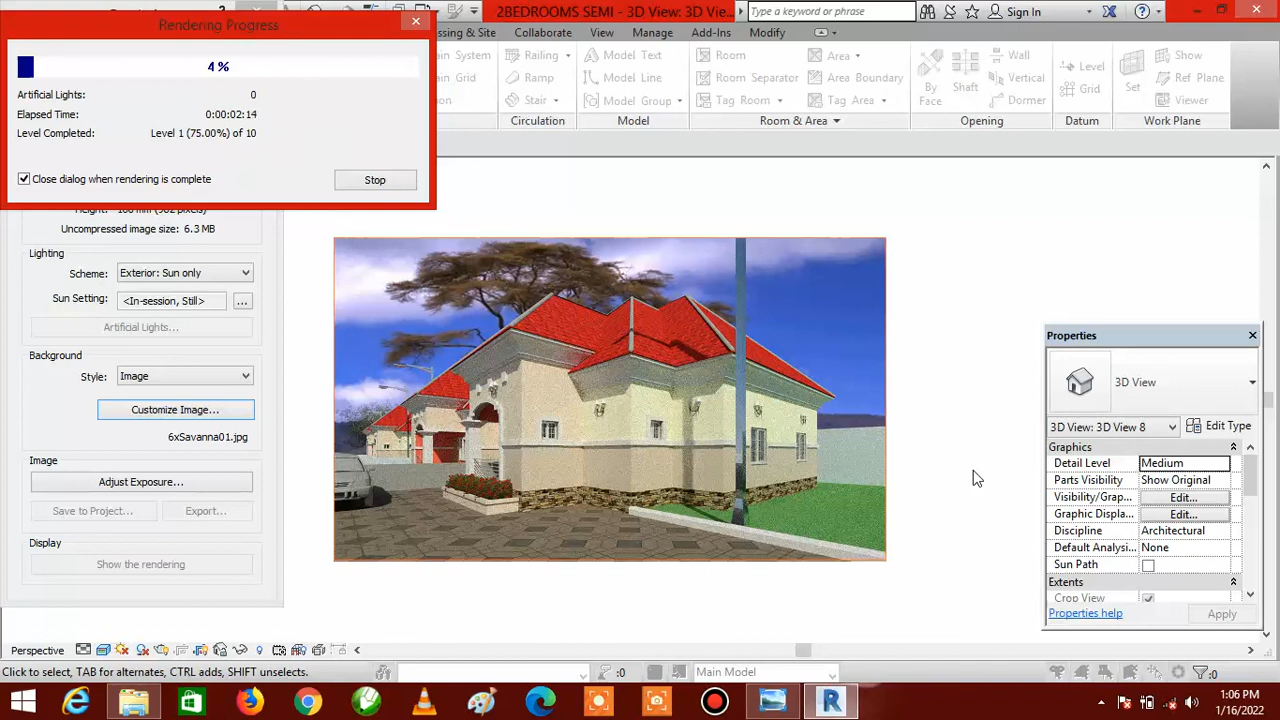 Rendering Progress
4 %
Artificial Lights: 0
Elapsed Time: 0:00:02:14
Level Completed: Level 1 (75.00%) of 10
Close dialog when rendering is complete
Stop
2BEDROOMS SEMI - 3D View: 3D Vie...
Type a keyword or phrase
Sign In
Collaborate View Manage Add-Ins Modify
Railing Model Text Room Area Wall Level Show
Ramp Model Line Room Separator Area Boundary Vertical Grid Ref Plane
Stair Model Group Tag Room Tag Area By Face Shaft Dormer Set Viewer
Circulation Model Room & Area Opening Datum Work Plane
Uncompressed image size: 6.3 MB
Lighting
Scheme: Exterior: Sun only
Sun Setting: <In-session, Still> ...
Artificial Lights...
Background
Style: Image
Customize Image...
6xSavanna01.jpg
Image
Adjust Exposure...
Save to Project... Export...
Display
Show the rendering
Properties
3D View
3D View: 3D View 8 Edit Type
Graphics
Detail Level Medium
Parts Visibility Show Original
Visibility/Grap... Edit...
Graphic Displa... Edit...
Discipline Architectural
Default Analysi... None
Sun Path
Extents
Crop View
Properties help Apply
Perspective
Click to select, TAB for alternates, CTRL adds, SHIFT unselects.
:0
Main Model
:0
1:06 PM
1/16/2022